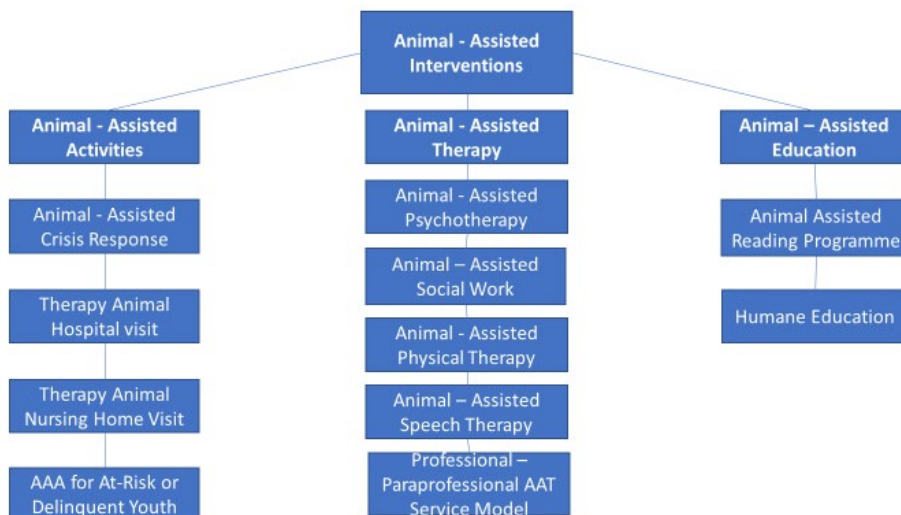 Animal - Assisted
Interventions
Animal - Assisted
Activities
Animal - Assisted
Crisis Response
Therapy Animal
Hospital visit
Therapy Animal
Nursing Home Visit
AAA for At-Risk or
Delinquent Youth
Animal - Assisted
Therapy
Animal - Assisted
Psychotherapy
Animal – Assisted
Social Work
Animal - Assisted
Physical Therapy
Animal – Assisted
Speech Therapy
Professional –
Paraprofessional AAT
Service Model
Animal – Assisted
Education
Animal Assisted
Reading Programme
Humane Education